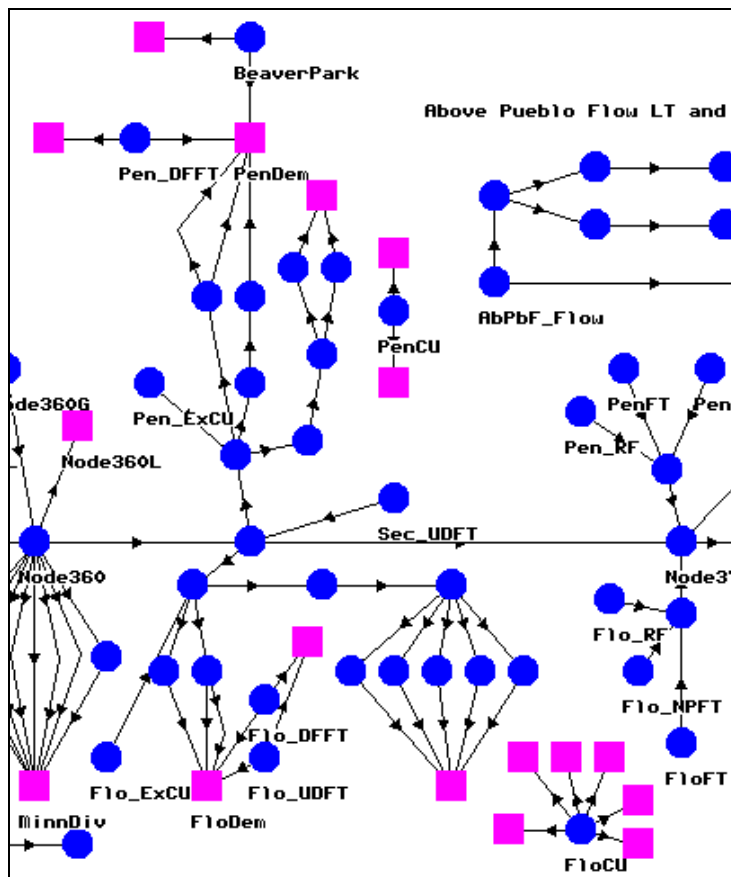 BeaverPark
Above Pueblo Flow LT and
Pen_DFFT
PenDem
AbPbF_Flow
PenCU
ode360G
Pen_ExCU
PenFT
Pen
Node360L
Pen_RF
Sec_UDFT
Node360
Node37
Flo_RF
Flo_NPFT
Flo_DFFT
Flo_ExCU
Flo_UDFT
FloFT
MinnDiv
FloDem
FloCU